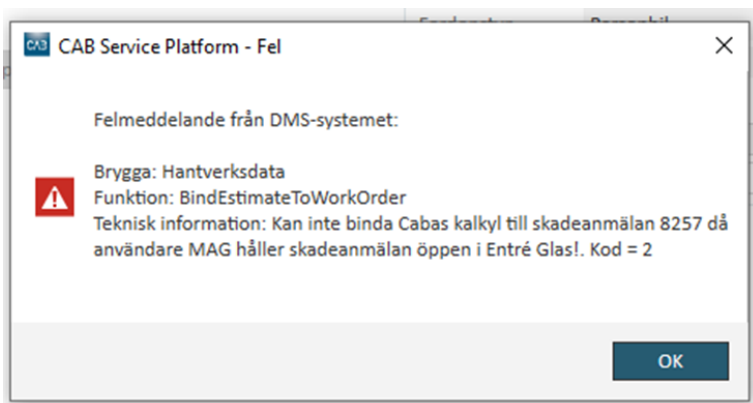 CAB CAB Service Platform - Fel
Felmeddelande från DMS-systemet:
Brygga: Hantverksdata
Funktion: BindEstimateToWorkOrder
Teknisk information: Kan inte binda Cabas kalkyl till skadeanmälan 8257 då
användare MAG håller skadeanmälan öppen i Entré Glas!. Kod = 2
OK